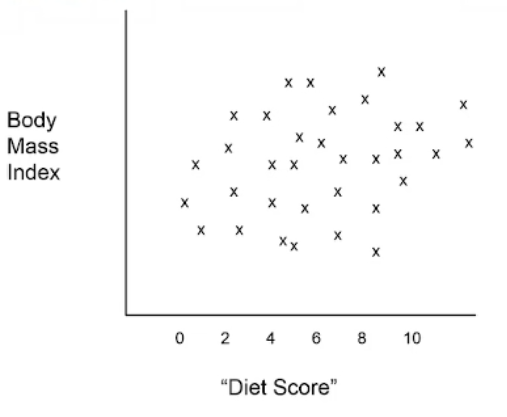 Body
Mass
Index
0 2 4 6 8 10
“Diet Score”